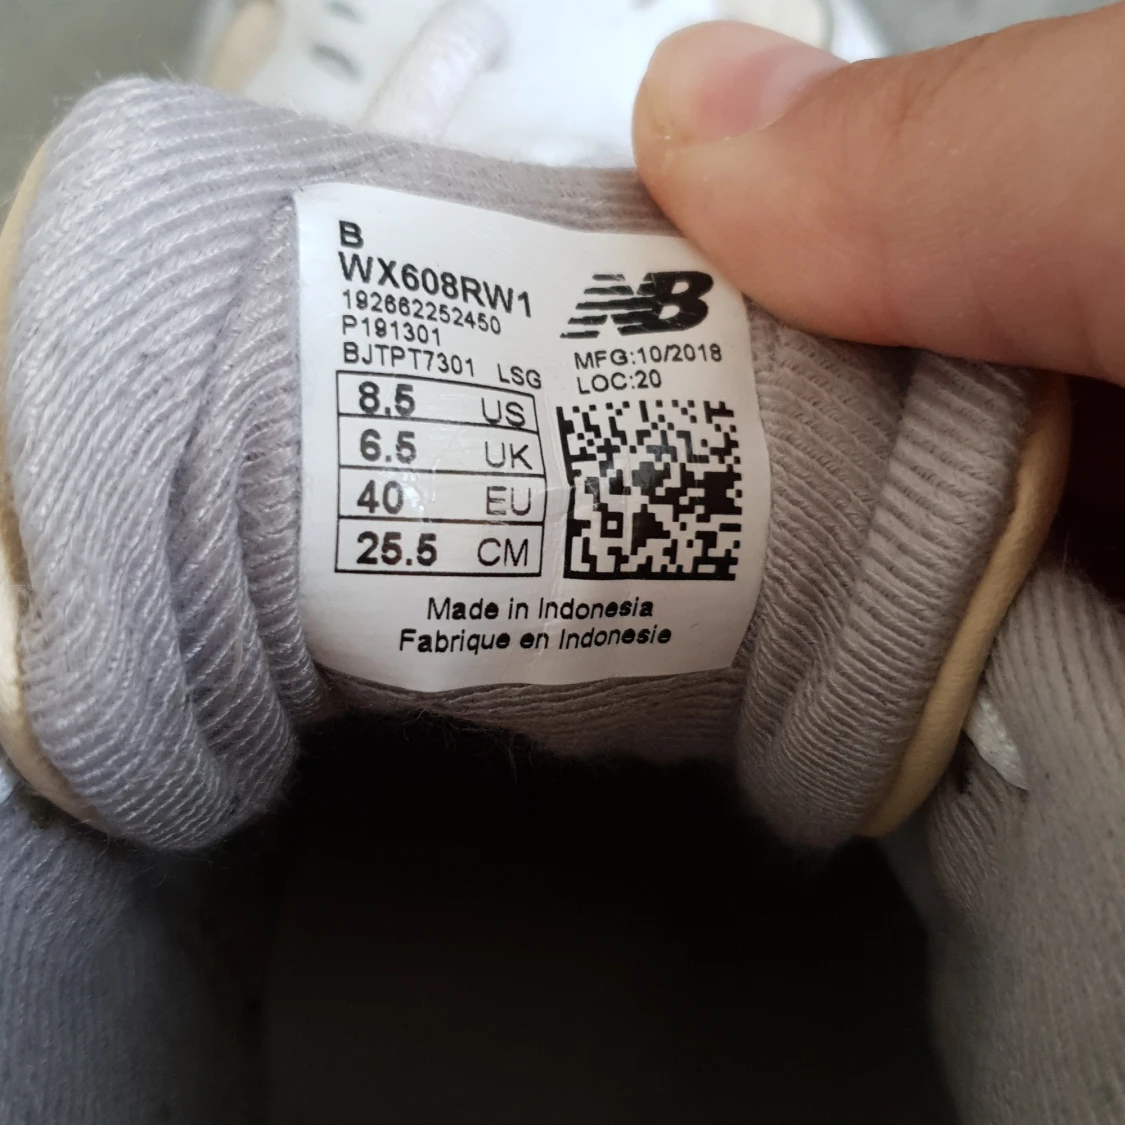 B
WX608RW1
192662252450
P191301
BJTPT7301 LSG
8.5 US
6.5 UK
40 EU
25.5 CM
NB
MFG:10/2018
LOC:20
Made in Indonesia
Fabrique en Indonesie